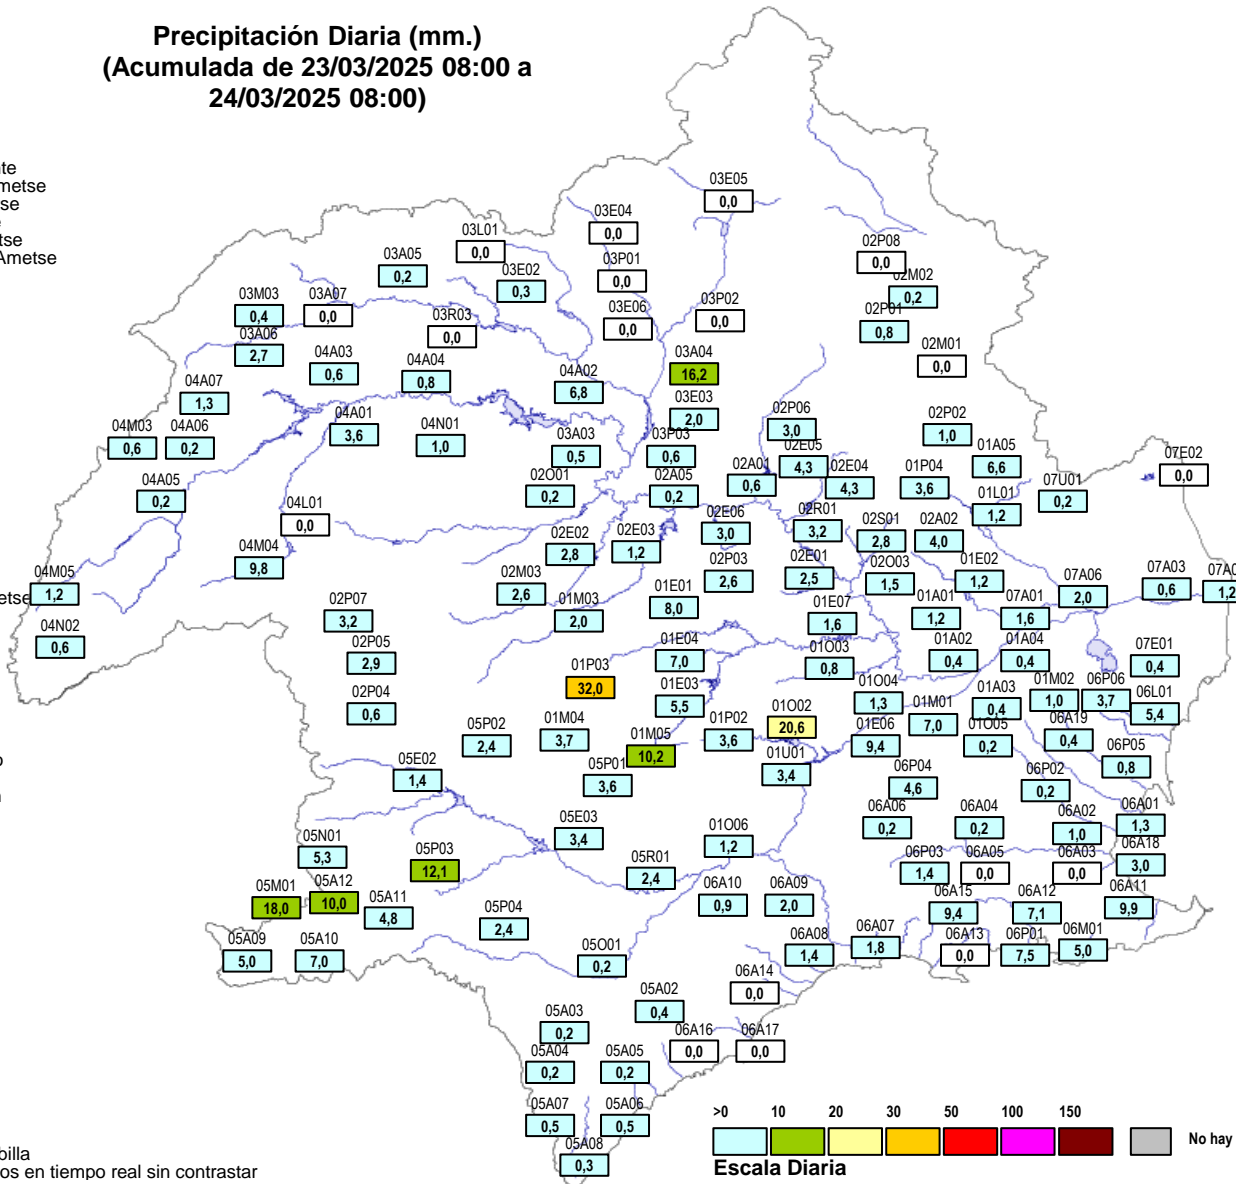 Precipitación Diaria (mm.)
(Acumulada de 23/03/2025 08:00 a
24/03/2025 08:00)
03E05
0,0
03E04
0,0
03L01
0,0
03P01
0,0
02P08
0,0
03A05
0,2
03E02
0,3
02M02
0,2
03M03
0,4
03A07
0,0
03R03
0,0
03E06
0,0
03P02
0,0
02P01
0,8
03A06
2,7
04A03
0,6
04A04
0,8
04A02
6,8
03A04
16,2
02M01
0,0
04A07
1,3
03E03
2,0
04M03
0,6
04A06
0,2
04A01
3,6
04N01
1,0
03A03
0,5
03P03
0,6
02P06
3,0
02P02
1,0
02E05
4,3
01A05
6,6
07E02
0,0
04A05
0,2
02O01
0,2
02A05
0,2
02A01
0,6
02E04
4,3
01P04
3,6
07U01
0,2
04L01
0,0
01L01
1,2
02E06
3,0
02R01
3,2
02S01
2,8
02A02
4,0
04M04
9,8
02E02
2,8
02E03
1,2
04M05
1,2
02M03
2,6
02P03
2,6
02E01
2,5
02O03
1,5
01E02
1,2
07A06
2,0
07A03
0,6
07A0
1,2
02P07
3,2
01M03
2,0
01E01
8,0
01E07
1,6
01A01
1,2
07A01
1,6
04N02
0,6
02P05
2,9
01E04
7,0
01O03
0,8
01A02
0,4
01A04
0,4
07E01
0,4
01P03
32,0
01E03
5,5
01O04
1,3
01A03
0,4
01M02
1,0
06P06
3,7
06L01
5,4
02P04
0,6
01O02
20,6
01M01
7,0
05P02
2,4
01M04
3,7
01M05
10,2
01P02
3,6
01E06
9,4
01O05
0,2
06A19
0,4
05E02
1,4
05P01
3,6
01U01
3,4
06P04
4,6
06P02
0,2
06P05
0,8
05E03
3,4
01O06
1,2
06A06
0,2
06A04
0,2
06A02
1,0
06A01
1,3
05N01
5,3
05P03
12,1
05R01
2,4
06P03
1,4
06A05
0,0
06A03
0,0
06A18
3,0
05M01
18,0
05A12
10,0
05A11
4,8
06A10
0,9
06A09
2,0
06A15
9,4
06A12
7,1
06A11
9,9
05P04
2,4
05A09
5,0
05A10
7,0
05O01
0,2
06A08
1,4
06A07
1,8
06A13
0,0
06P01
7,5
06M01
5,0
06A14
0,0
05A02
0,4
05A03
0,2
06A16
0,0
06A17
0,0
05A04
0,2
05A05
0,2
05A07
0,5
05A06
0,5
05A08
0,3
>0 10 20 30 50 100 150
No hay
Escala Diaria
billa
os en tiempo real sin contrastar